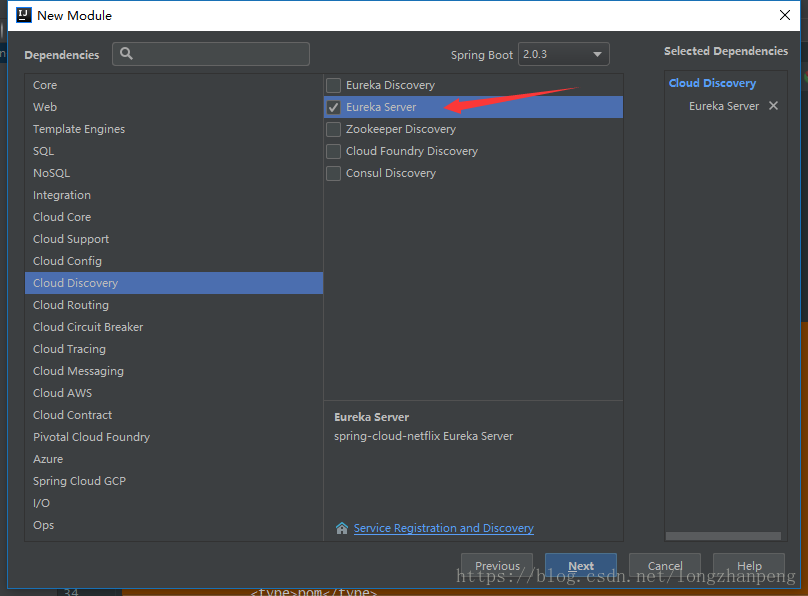 New Module
Dependencies
Spring Boot 2.0.3
Selected Dependencies
Core
Web
Template Engines
SQL
NoSQL
Integration
Cloud Core
Cloud Support
Cloud Config
Cloud Discovery
Cloud Routing
Cloud Circuit Breaker
Cloud Tracing
Cloud Messaging
Cloud AWS
Cloud Contract
Pivotal Cloud Foundry
Azure
Spring Cloud GCP
I/O
Ops
Eureka Discovery
Eureka Server
Zookeeper Discovery
Cloud Foundry Discovery
Consul Discovery
Eureka Server
spring-cloud-netflix Eureka Server
Service Registration and Discovery
Cloud Discovery
Eureka Server
Previous
Next
Cancel
Help
https://blog.csdn.net/longzhanpeng
34
<type>pom</type>